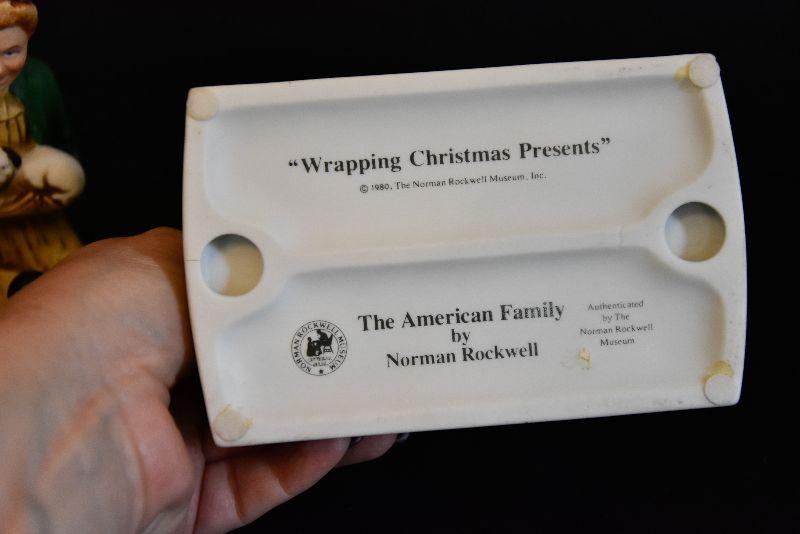 “Wrapping Christmas Presents”
© 1980, The Norman Rockwell Museum, Inc.
The American Family
by
Norman Rockwell
Authenticated
by The
Norman Rockwell
Museum
NORMAN ROCKWELL MUSEUM